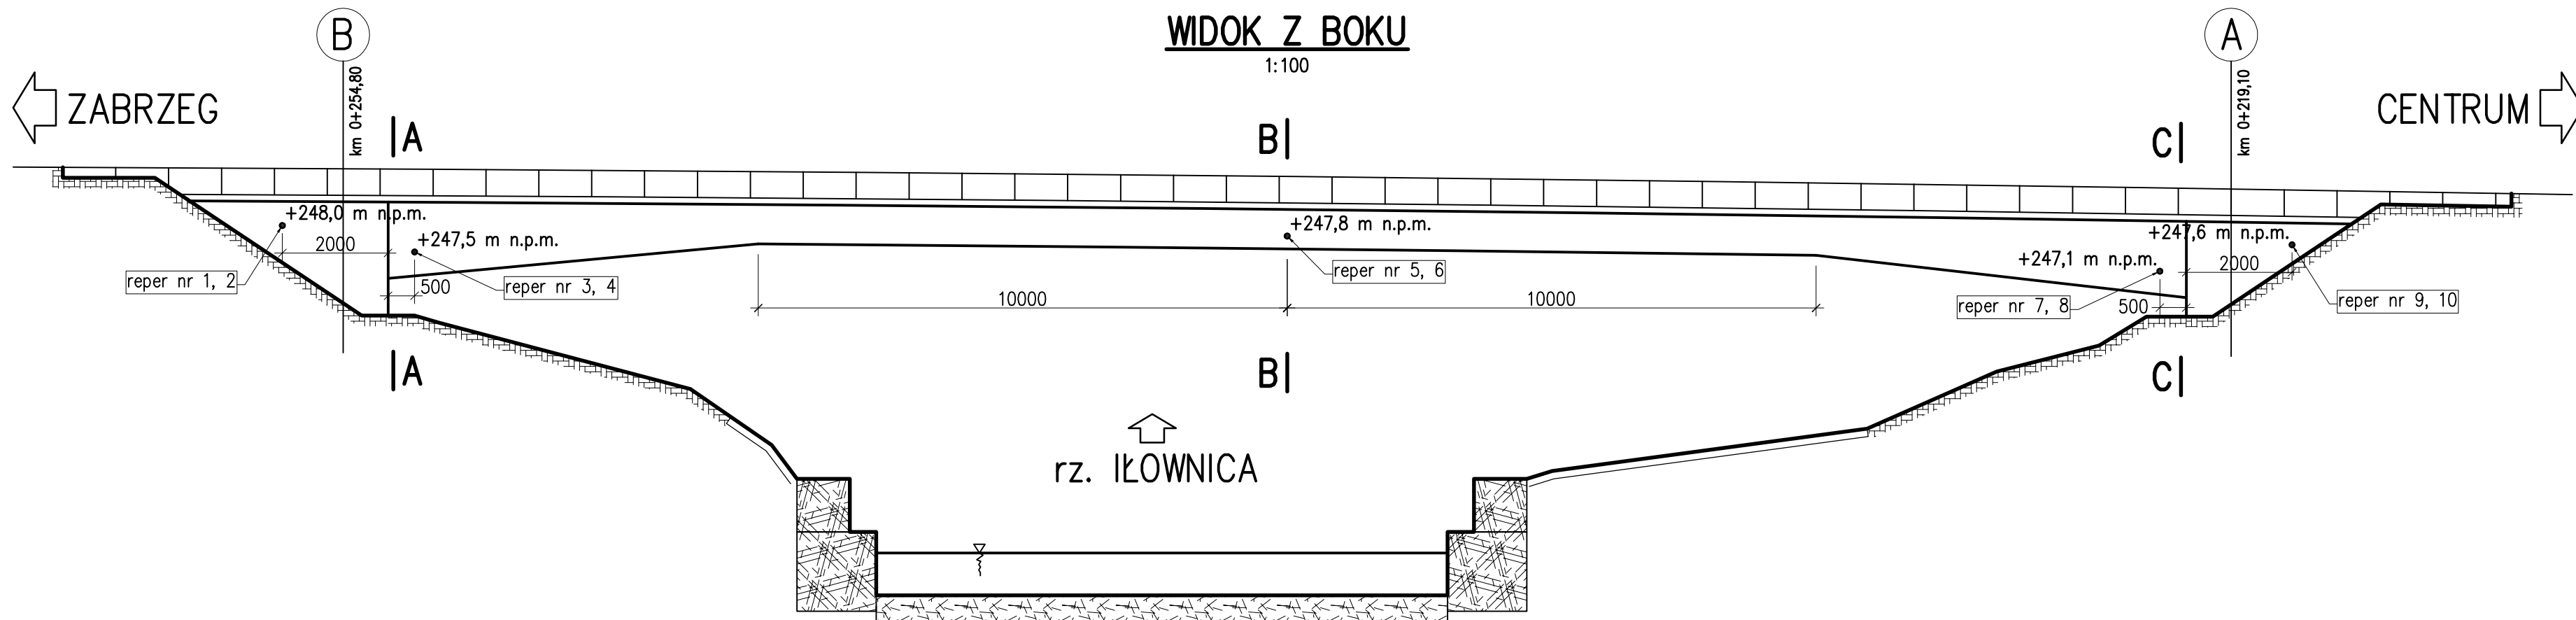 WIDOK Z BOKU
1:100
B
A
km 0+254,80
km 0+219,10
ZABRZEG
CENTRUM
A
B
C
+248,0 m n.p.m.
+247,5 m n.p.m.
+247,8 m n.p.m.
+247,6 m n.p.m.
+247,1 m n.p.m.
2000
2000
reper nr 1, 2
reper nr 3, 4
reper nr 5, 6
reper nr 7, 8
reper nr 9, 10
500
10000
10000
500
A
B
C
rz. IŁOWNICA